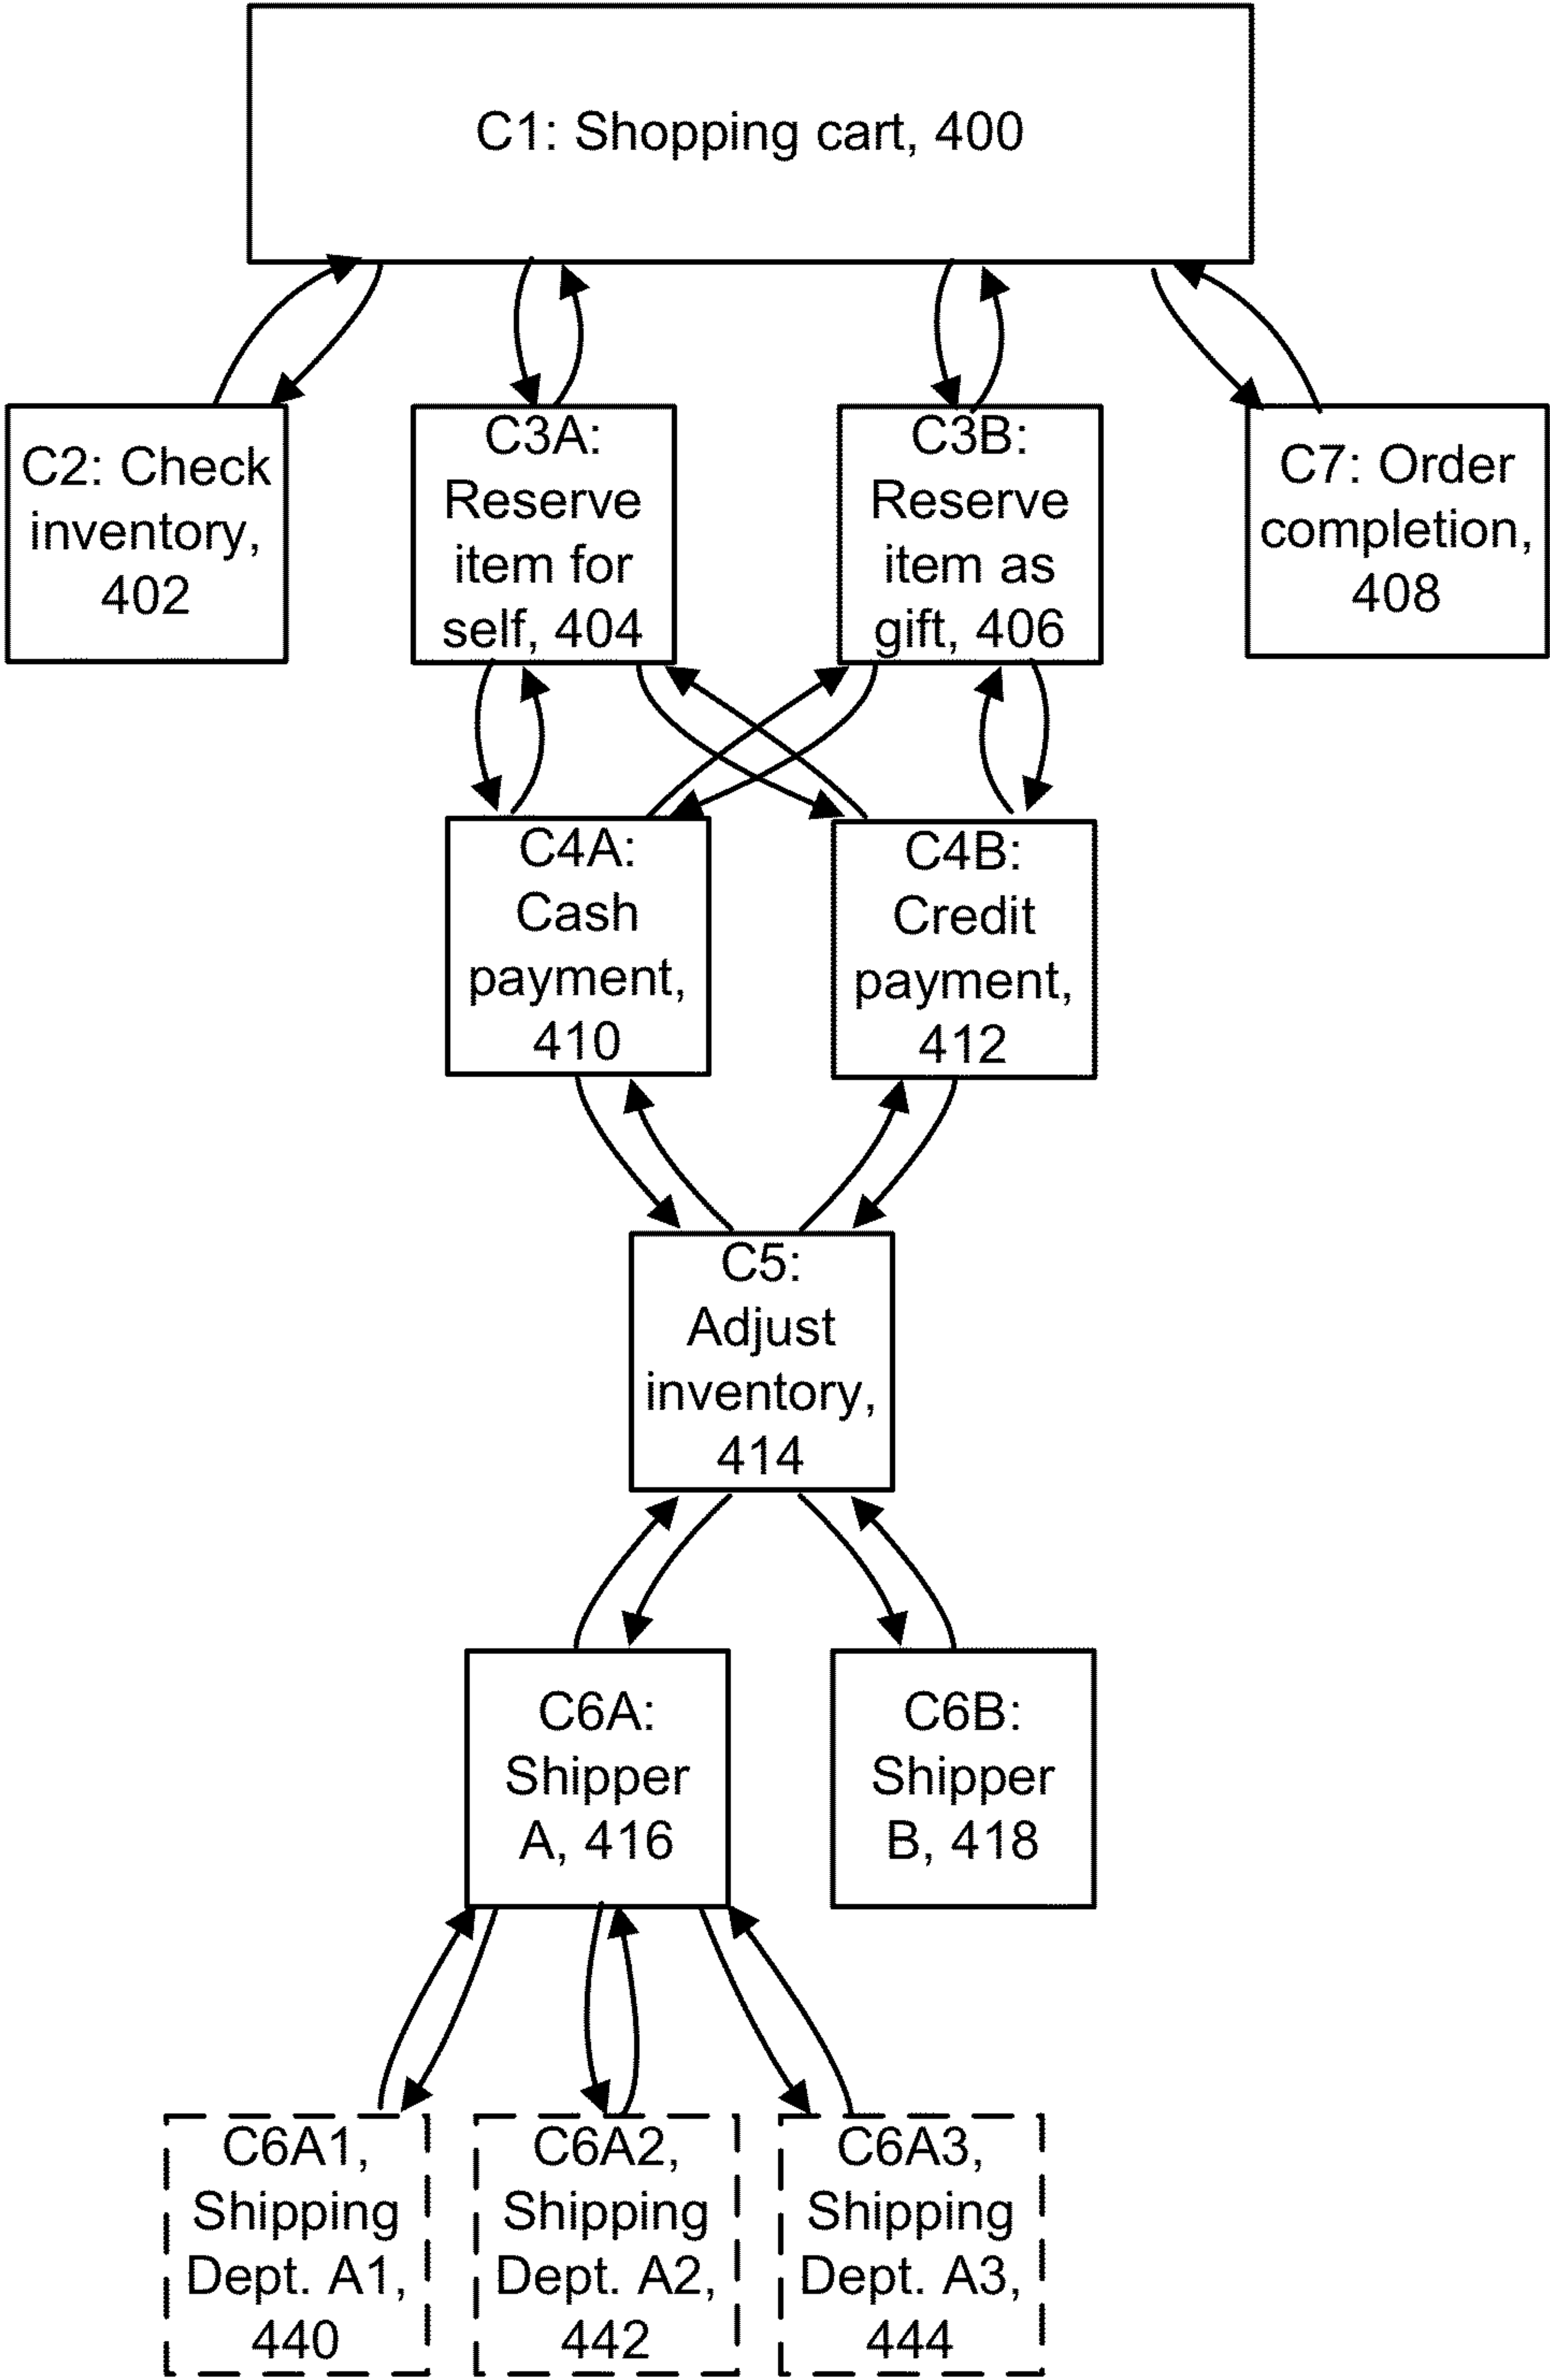 C1: Shopping cart, 400
C2: Check
inventory,
402
C3A:
Reserve
item for
self, 404
C3B:
Reserve
item as
gift, 406
C7: Order
completion,
408
C4A:
Cash
payment,
410
C4B:
Credit
payment,
412
C5:
Adjust
inventory,
414
C6A:
Shipper
A, 416
C6B:
Shipper
B, 418
C6A1,
Shipping
Dept. A1,
440
C6A2,
Shipping
Dept. A2,
442
C6A3,
Shipping
Dept. A3,
444